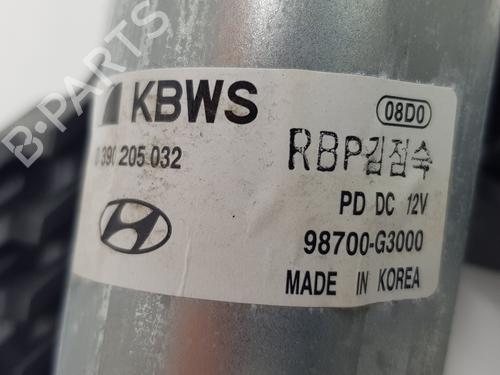 KBWS
08D0
0 390 205 032
RBP김점숙
PD DC 12V
98700-G3000
MADE IN KOREA
B-PARTS